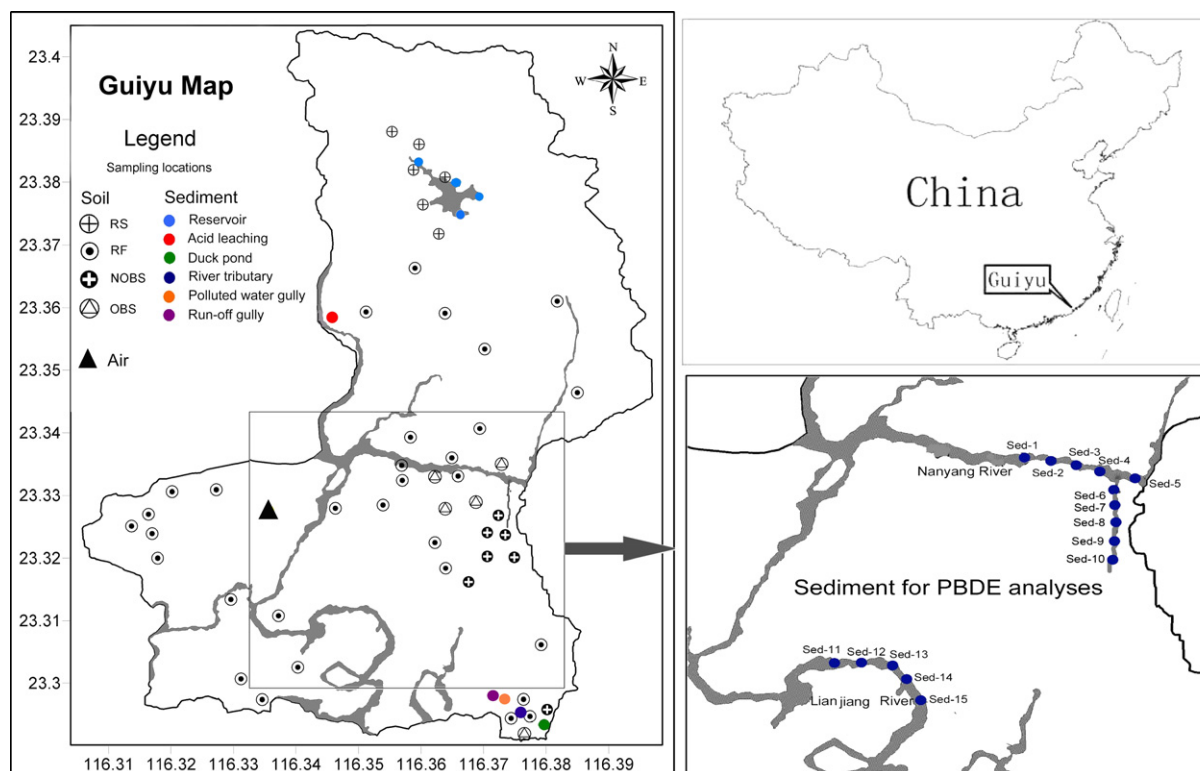 Guiyu Map
Legend
Sampling locations
Soil
RS
RF
NOBS
OBS
Air
Sediment
Reservoir
Acid leaching
Duck pond
River tributary
Polluted water gully
Run-off gully
N
W E
S
23.4
23.39
23.38
23.37
23.36
23.35
23.34
23.33
23.32
23.31
23.3
116.31 116.32 116.33 116.34 116.35 116.36 116.37 116.38 116.39
China
Guiyu
Sed-1
Sed-2
Sed-3
Sed-4
Sed-5
Nanyang River
Sed-6
Sed-7
Sed-8
Sed-9
Sed-10
Sediment for PBDE analyses
Sed-11
Sed-12
Sed-13
Sed-14
Sed-15
Lianjiang River